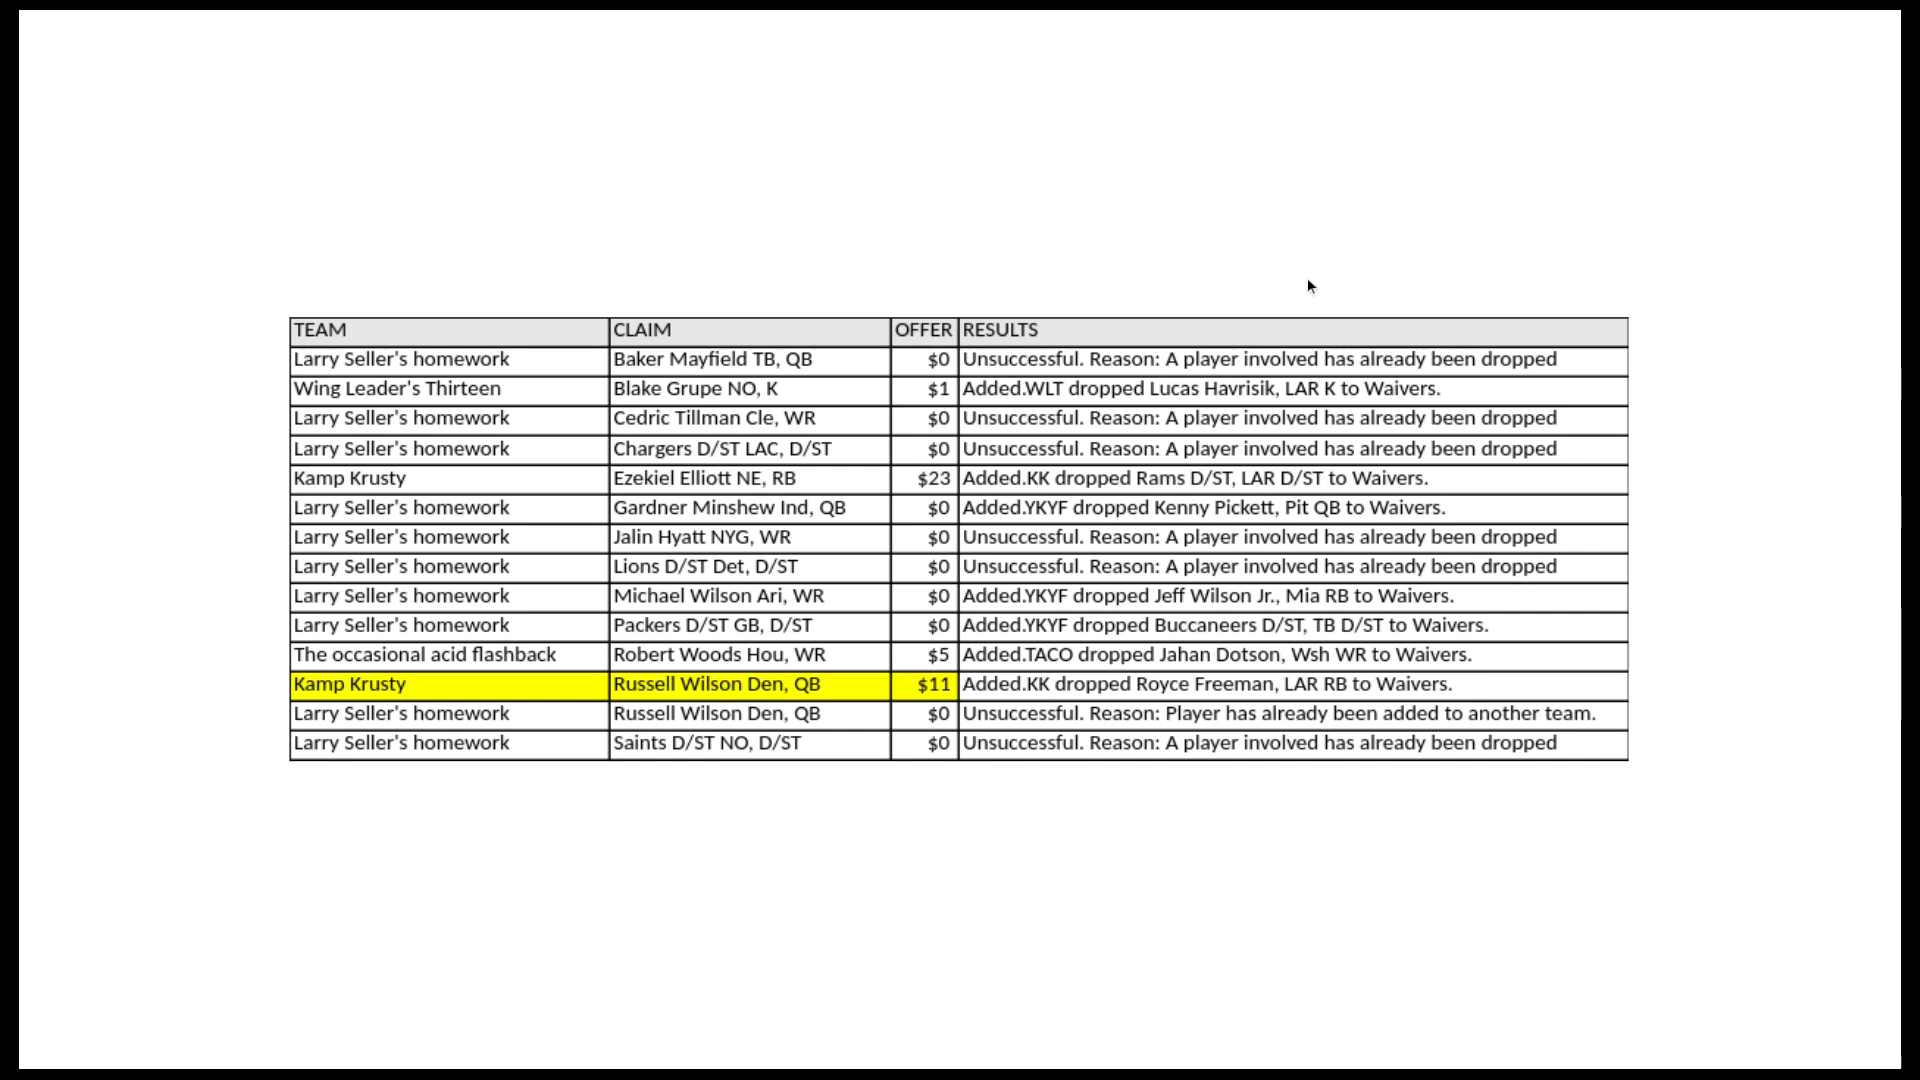 TEAM CLAIM OFFER RESULTS
Larry Seller's homework Baker Mayfield TB, QB $0 Unsuccessful. Reason: A player involved has already been dropped
Wing Leader's Thirteen Blake Grupe NO, K $1 Added.WLT dropped Lucas Havrisik, LAR K to Waivers.
Larry Seller's homework Cedric Tillman Cle, WR $0 Unsuccessful. Reason: A player involved has already been dropped
Larry Seller's homework Chargers D/ST LAC, D/ST $0 Unsuccessful. Reason: A player involved has already been dropped
Kamp Krusty Ezekiel Elliott NE, RB $23 Added.KK dropped Rams D/ST, LAR D/ST to Waivers.
Larry Seller's homework Gardner Minshew Ind, QB $0 Added.YKYF dropped Kenny Pickett, Pit QB to Waivers.
Larry Seller's homework Jalin Hyatt NYG, WR $0 Unsuccessful. Reason: A player involved has already been dropped
Larry Seller's homework Lions D/ST Det, D/ST $0 Unsuccessful. Reason: A player involved has already been dropped
Larry Seller's homework Michael Wilson Ari, WR $0 Added.YKYF dropped Jeff Wilson Jr., Mia RB to Waivers.
Larry Seller's homework Packers D/ST GB, D/ST $0 Added.YKYF dropped Buccaneers D/ST, TB D/ST to Waivers.
The occasional acid flashback Robert Woods Hou, WR $5 Added.TACO dropped Jahan Dotson, Wsh WR to Waivers.
Kamp Krusty Russell Wilson Den, QB $11 Added.KK dropped Royce Freeman, LAR RB to Waivers.
Larry Seller's homework Russell Wilson Den, QB $0 Unsuccessful. Reason: Player has already been added to another team.
Larry Seller's homework Saints D/ST NO, D/ST $0 Unsuccessful. Reason: A player involved has already been dropped